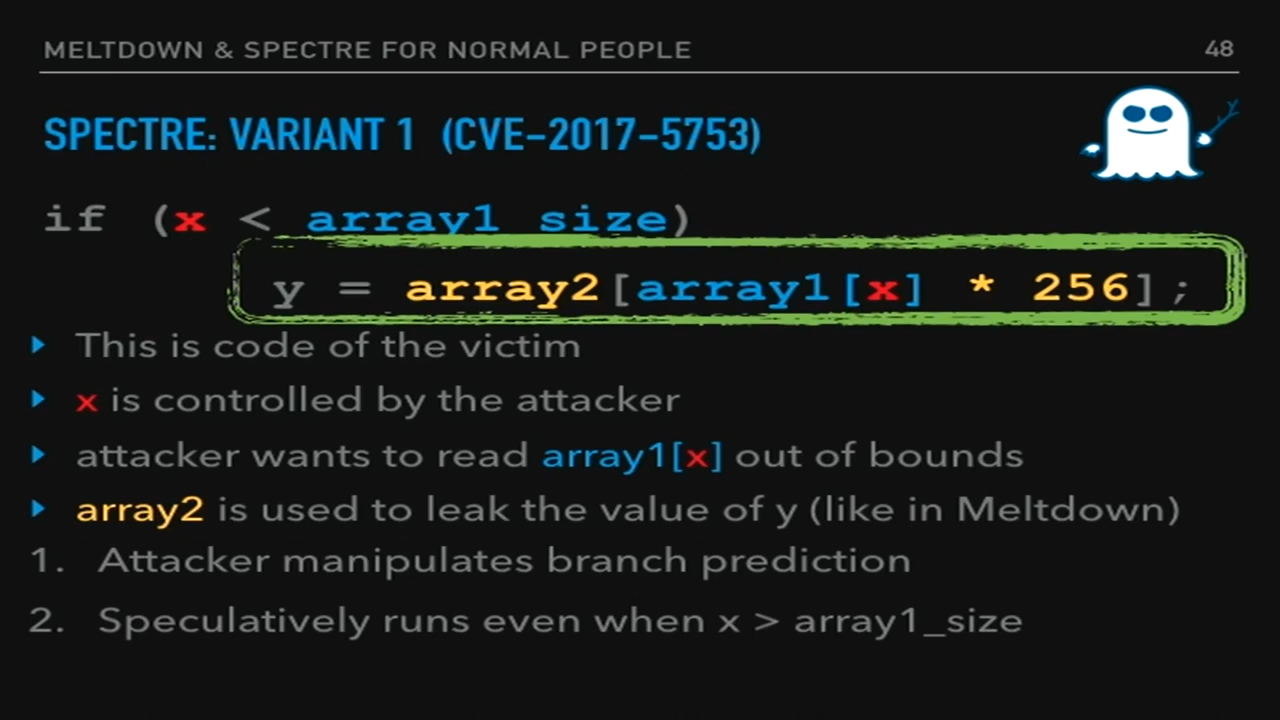 MELTDOWN & SPECTRE FOR NORMAL PEOPLE
48
SPECTRE: VARIANT 1 (CVE-2017-5753)
if (x < array1_size)
y = array2[array1[x] * 256];
This is code of the victim
x is controlled by the attacker
attacker wants to read array1[x] out of bounds
array2 is used to leak the value of y (like in Meltdown)
1. Attacker manipulates branch prediction
2. Speculatively runs even when x > array1_size